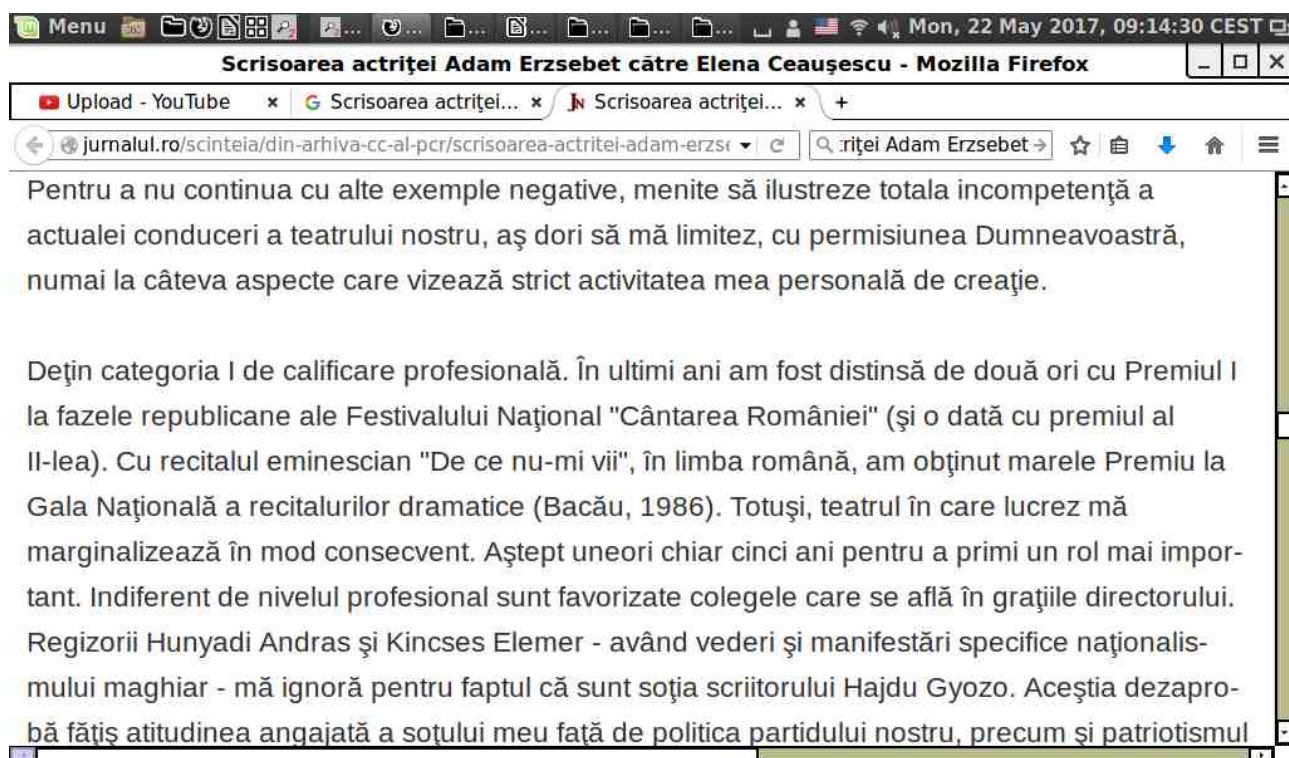 Menu Mon, 22 May 2017, 09:14:30 CEST
Scrisoarea actriţei Adam Erzsebet către Elena Ceauşescu - Mozilla Firefox
Upload - YouTube × Scrisoarea actriţei... × Scrisoarea actriţei... × +
jurnalul.ro/scinteia/din-arhiva-cc-al-pcr/scrisoarea-actritei-adam-erzse riţei Adam Erzsebet
Pentru a nu continua cu alte exemple negative, menite să ilustreze totala incompetenţă a
actualei conduceri a teatrului nostru, aş dori să mă limitez, cu permisiunea Dumneavoastră,
numai la câteva aspecte care vizează strict activitatea mea personală de creaţie.
Deţin categoria I de calificare profesională. În ultimi ani am fost distinsă de două ori cu Premiul I
la fazele republicane ale Festivalului Naţional "Cântarea României" (şi o dată cu premiul al
II-lea). Cu recitalul eminescian "De ce nu-mi vii", în limba română, am obţinut marele Premiu la
Gala Naţională a recitalurilor dramatice (Bacău, 1986). Totuşi, teatrul în care lucrez mă
marginalizează în mod consecvent. Aştept uneori chiar cinci ani pentru a primi un rol mai impor-
tant. Indiferent de nivelul profesional sunt favorizate colegele care se află în graţiile directorului.
Regizorii Hunyadi Andras şi Kincses Elemer - având vederi şi manifestări specifice naţionalis-
mului maghiar - mă ignoră pentru faptul că sunt soţia scriitorului Hajdu Gyozo. Aceştia dezapro-
bă făţiş atitudinea angajată a soţului meu faţă de politica partidului nostru, precum şi patriotismul